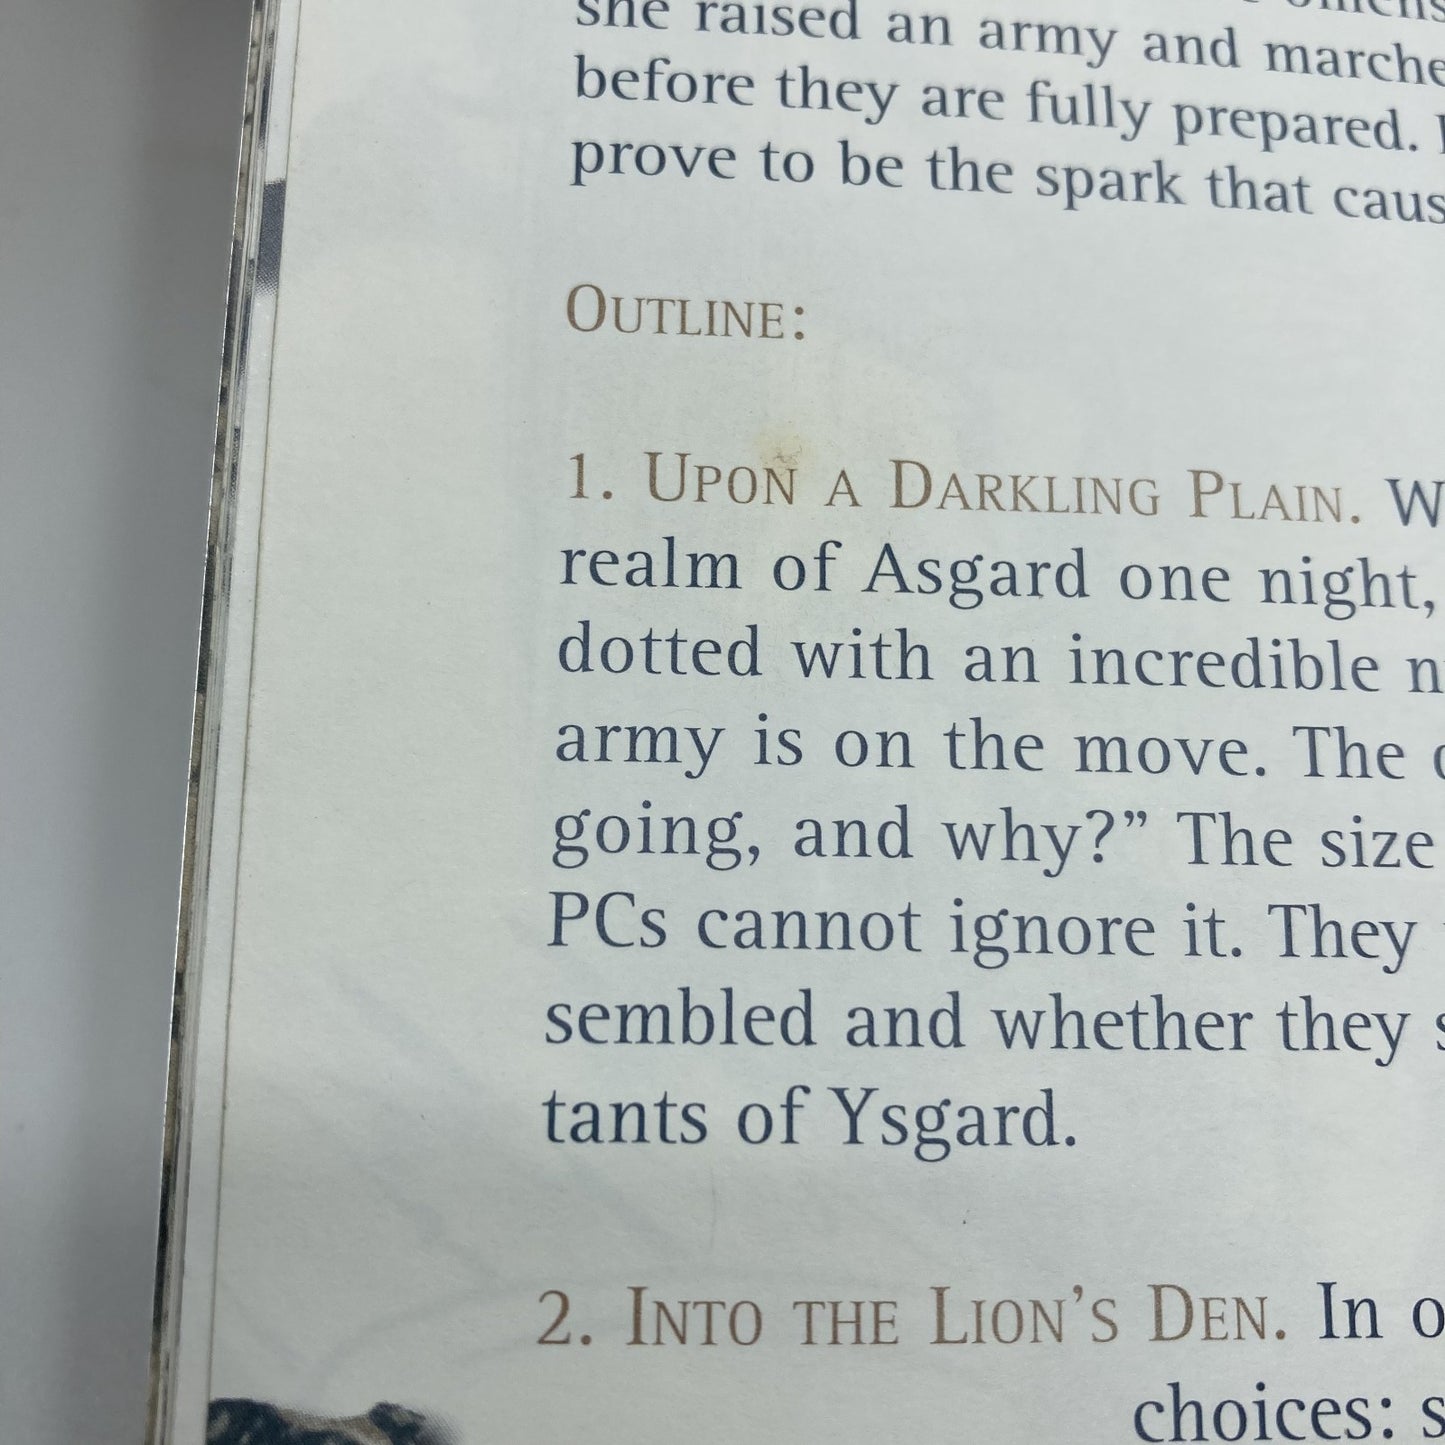 she raised an army and marche
before they are fully prepared.
prove to be the spark that caus
OUTLINE:
1. UPON A DARKLING PLAIN. W
realm of Asgard one night,
dotted with an incredible n
army is on the move. The
going, and why?” The size
PCs cannot ignore it. They
sembled and whether they s
tants of Ysgard.
2. INTO THE LION’S DEN. In o
choices: s